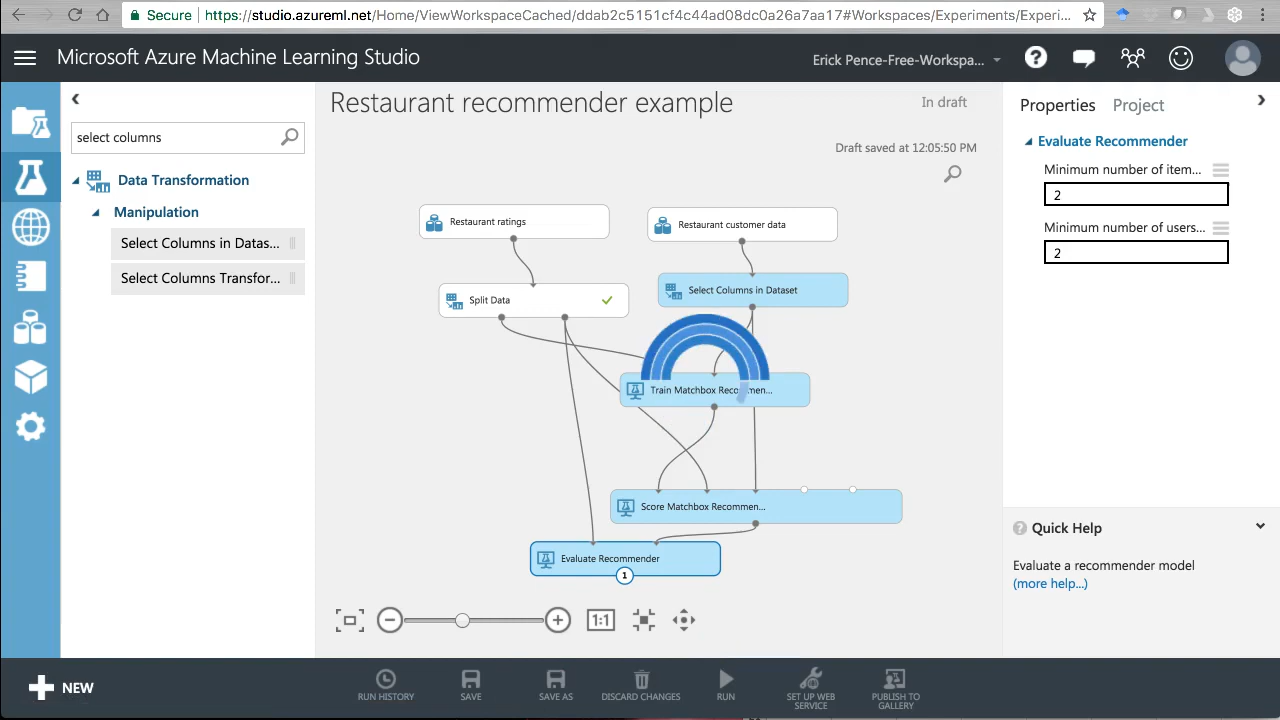 Secure
https://studio.azureml.net/Home/ViewWorkspaceCached/ddab2c5151cf4c44ad08dc0a26a7aa17#Workspaces/Experiments/Experi...
Microsoft Azure Machine Learning Studio
Erick Pence-Free-Workspa...
?
select columns
Data Transformation
Manipulation
Select Columns in Datas...
Select Columns Transfor...
Restaurant recommender example
In draft
Draft saved at 12:05:50 PM
Restaurant ratings
Restaurant customer data
Split Data
Select Columns in Dataset
Train Matchbox Recommen...
Score Matchbox Recommen...
Evaluate Recommender
1
1:1
Properties
Project
Evaluate Recommender
Minimum number of item...
2
Minimum number of users...
2
? Quick Help
Evaluate a recommender model
(more help...)
NEW
RUN HISTORY
SAVE
SAVE AS
DISCARD CHANGES
RUN
SET UP WEB
SERVICE
PUBLISH TO
GALLERY